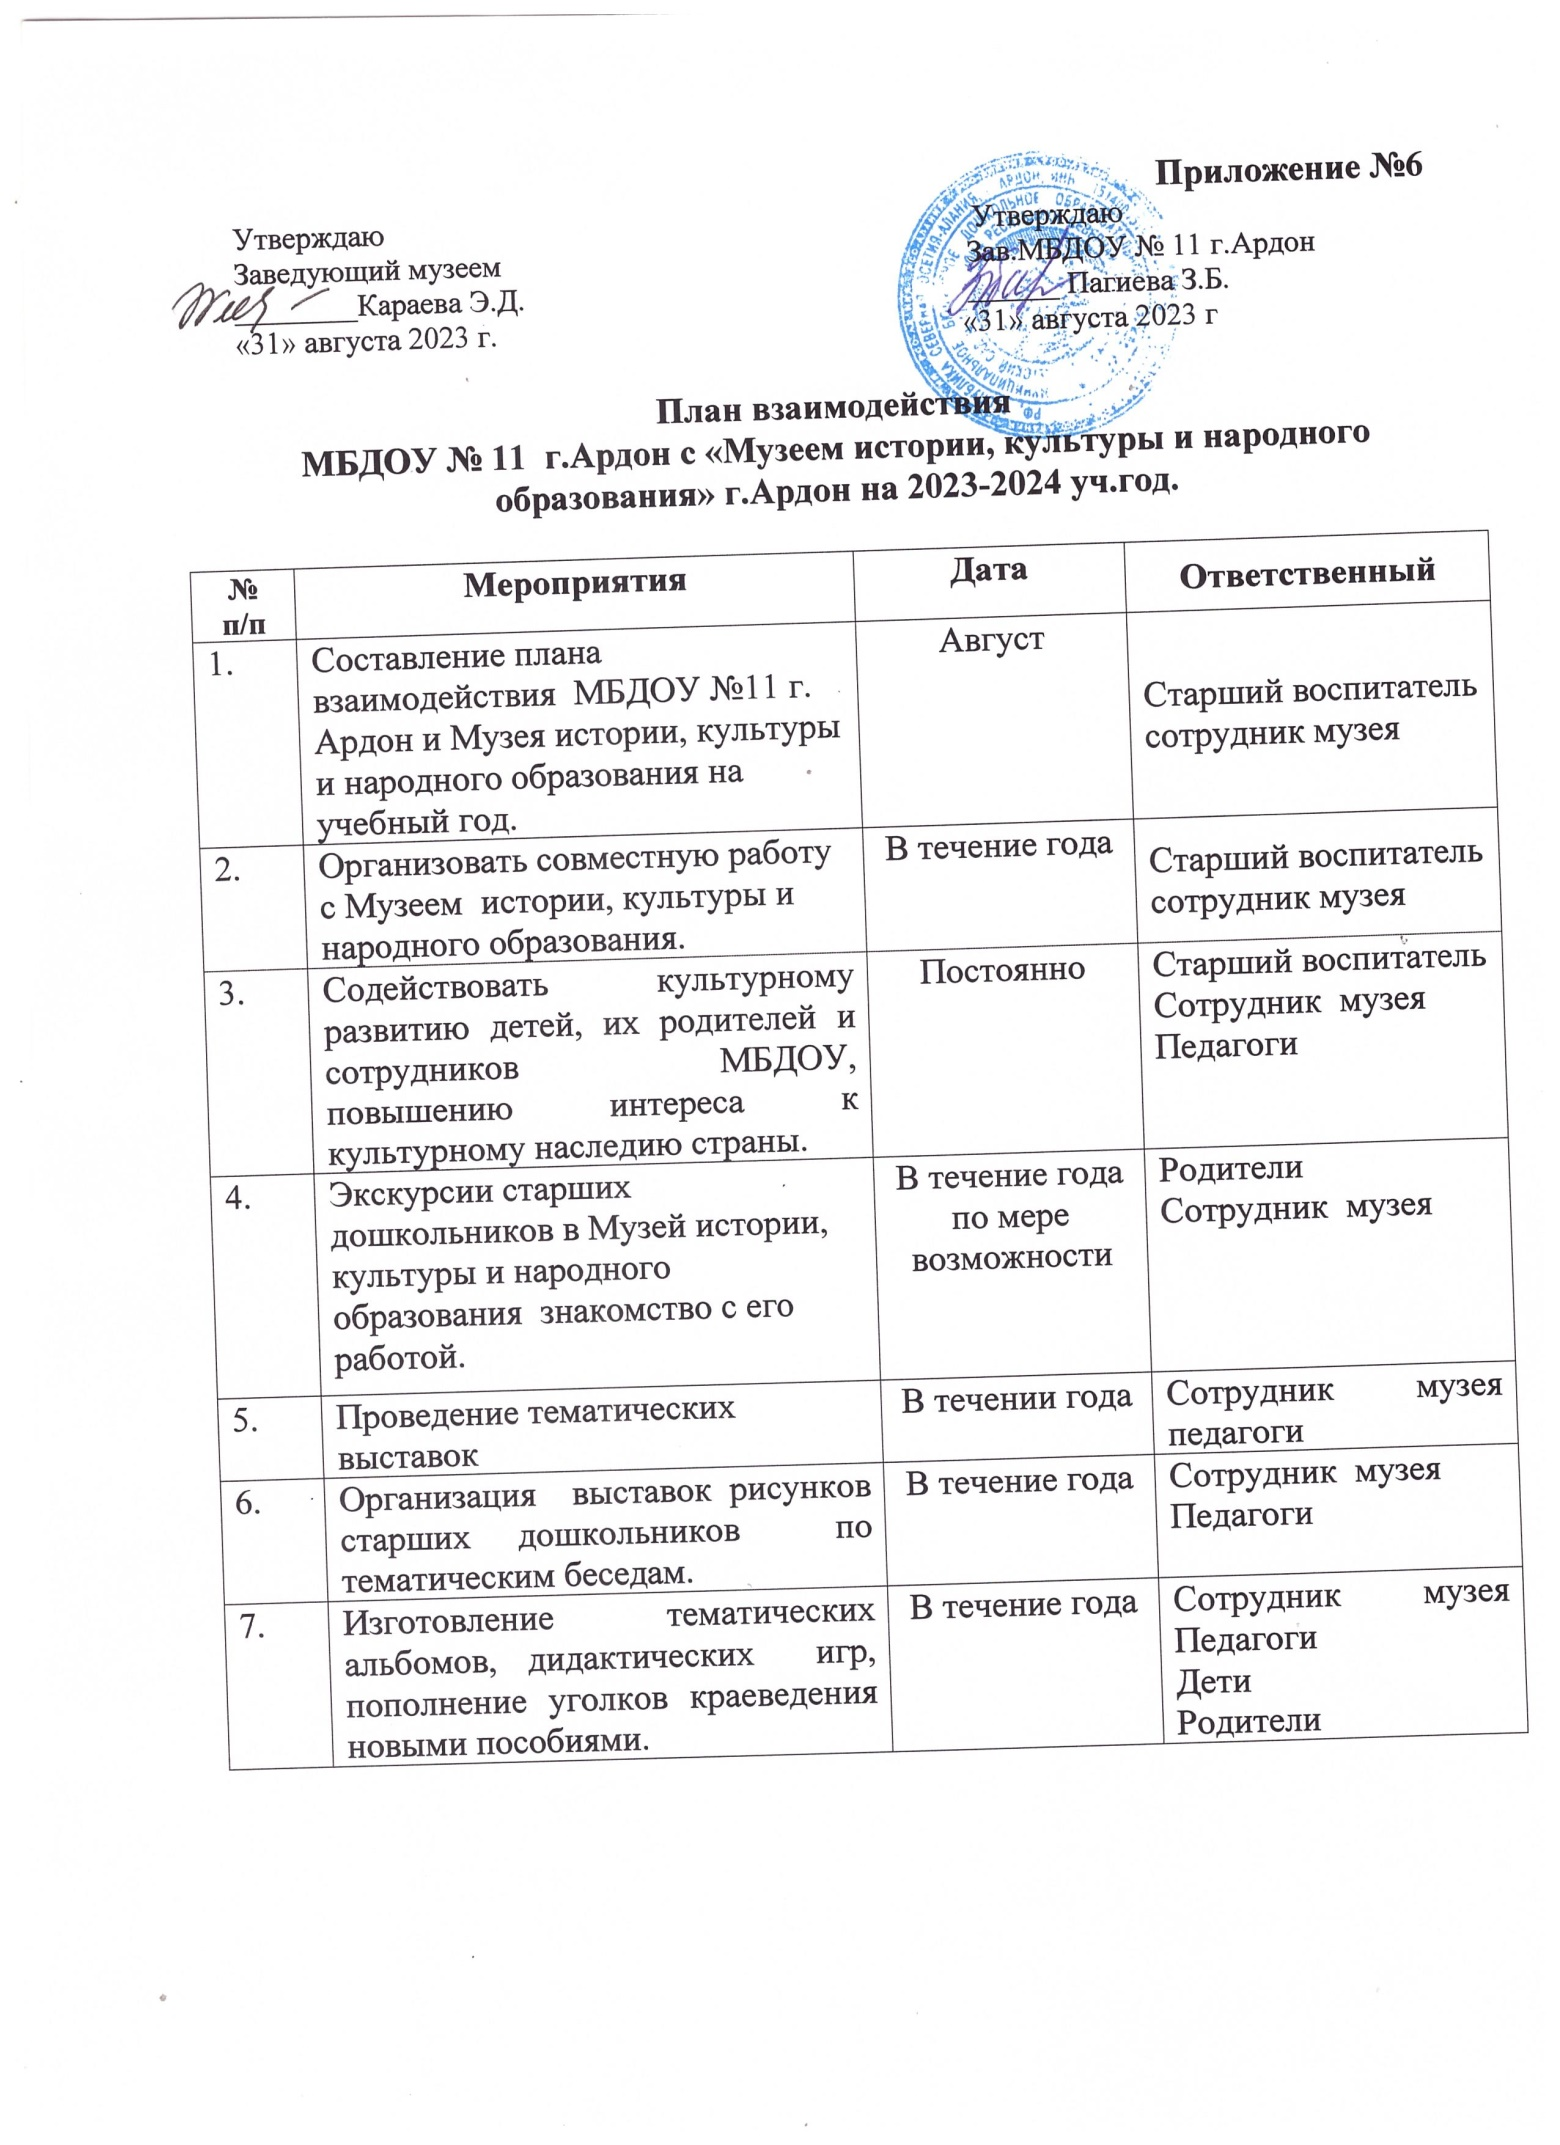 Приложение №6
Утверждаю
Заведующий музеем
_________Караева Э.Д.
«31» августа 2023 г.
Утверждаю
Зав.МБДОУ № 11 г.Ардон
______ Пагиева З.Б.
«31» августа 2023 г
План взаимодействия
МБДОУ № 11 г.Ардон с «Музеем истории, культуры и народного
образования» г.Ардон на 2023-2024 уч.год.
№
п/п
Мероприятия
Дата
Ответственный
1.
Составление плана
взаимодействия МБДОУ №11 г.
Ардон и Музея истории, культуры
и народного образования на
учебный год.
Август
Старший воспитатель
сотрудник музея
2.
Организовать совместную работу
с Музеем истории, культуры и
народного образования.
В течение года
Старший воспитатель
сотрудник музея
3.
Содействовать культурному
развитию детей, их родителей и
сотрудников МБДОУ,
повышению интереса к
культурному наследию страны.
Постоянно
Старший воспитатель
Сотрудник музея
Педагоги
4.
Экскурсии старших
дошкольников в Музей истории,
культуры и народного
образования знакомство с его
работой.
В течение года
по мере
возможности
Родители
Сотрудник музея
5.
Проведение тематических
выставок
В течении года
Сотрудник музея
педагоги
6.
Организация выставок рисунков
старших дошкольников по
тематическим беседам.
В течение года
Сотрудник музея
Педагоги
7.
Изготовление тематических
альбомов, дидактических игр,
пополнение уголков краеведения
новыми пособиями.
В течение года
Сотрудник музея
Педагоги
Дети
Родители